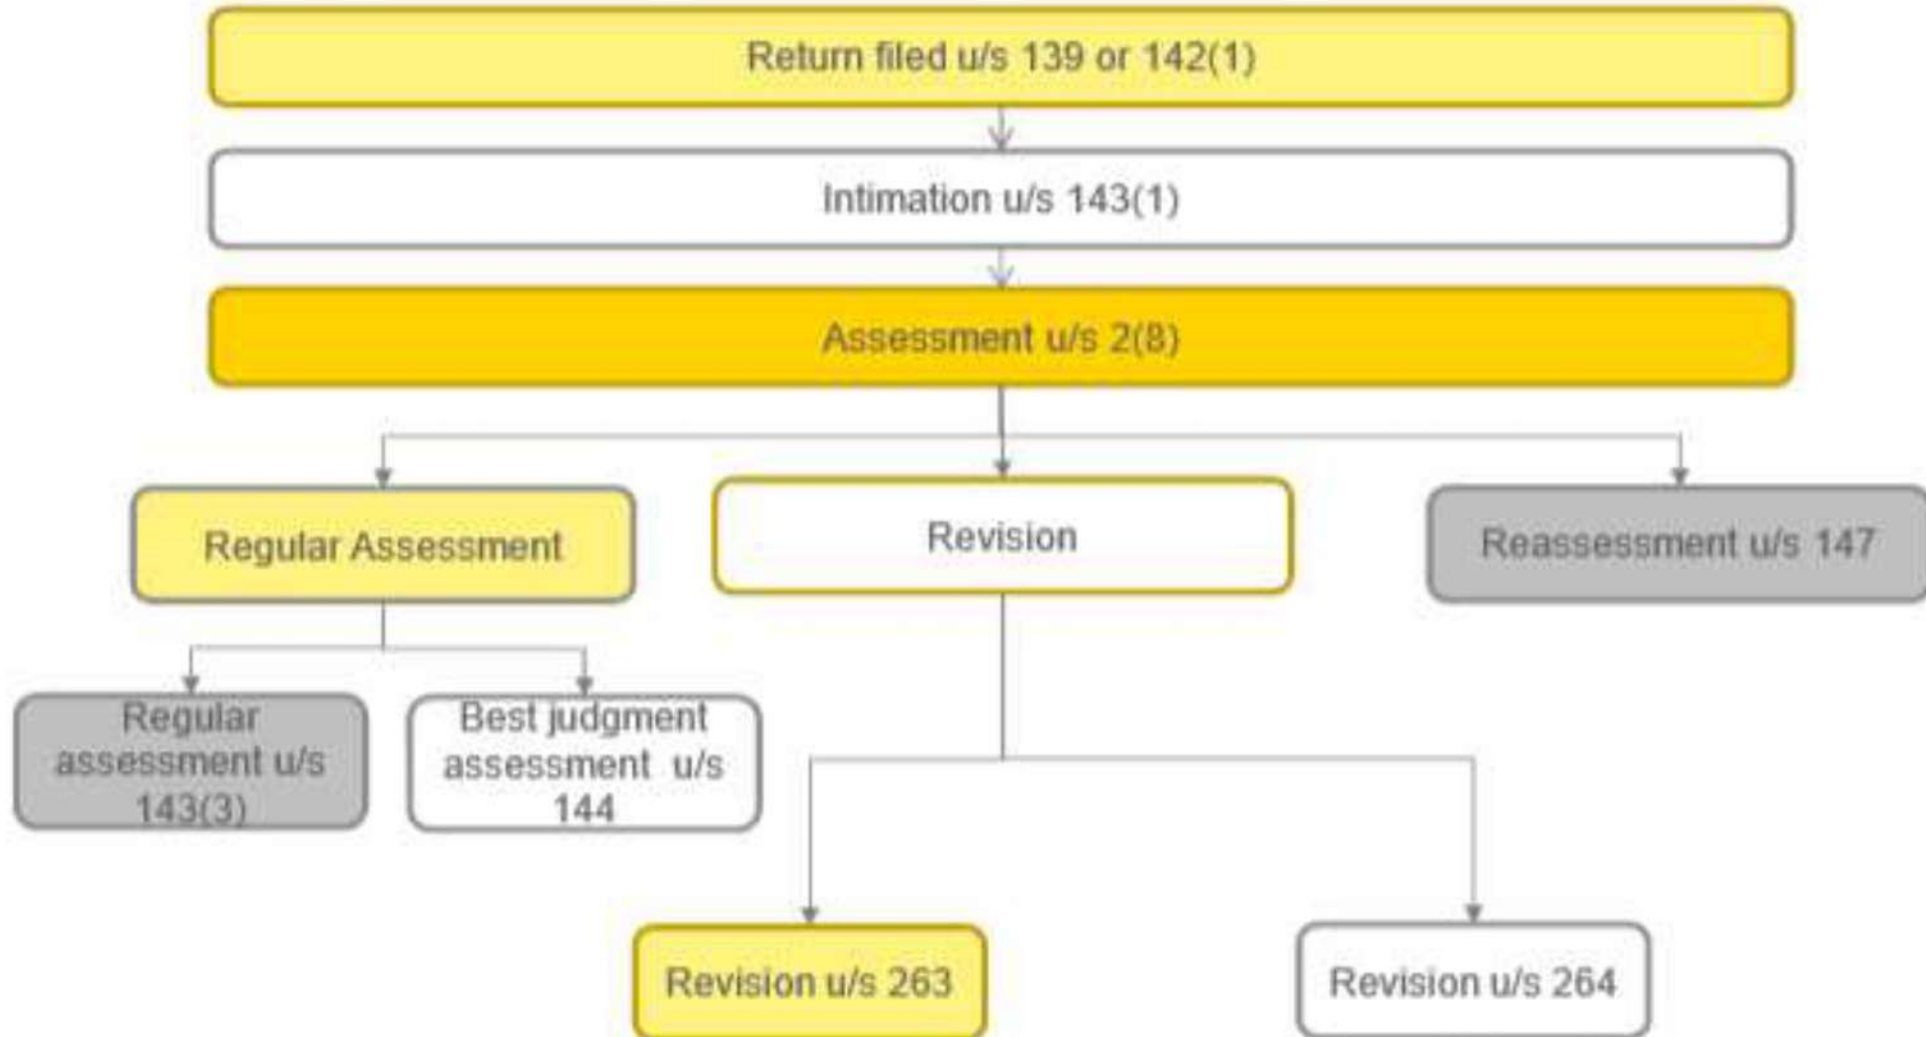 Return filed u/s 139 or 142(1)
Intimation u/s 143(1)
Assessment u/s 2(8)
Regular Assessment
Revision
Reassessment u/s 147
Regular
assessment u/s
143(3)
Best judgment
assessment u/s
144
Revision u/s 263
Revision u/s 264